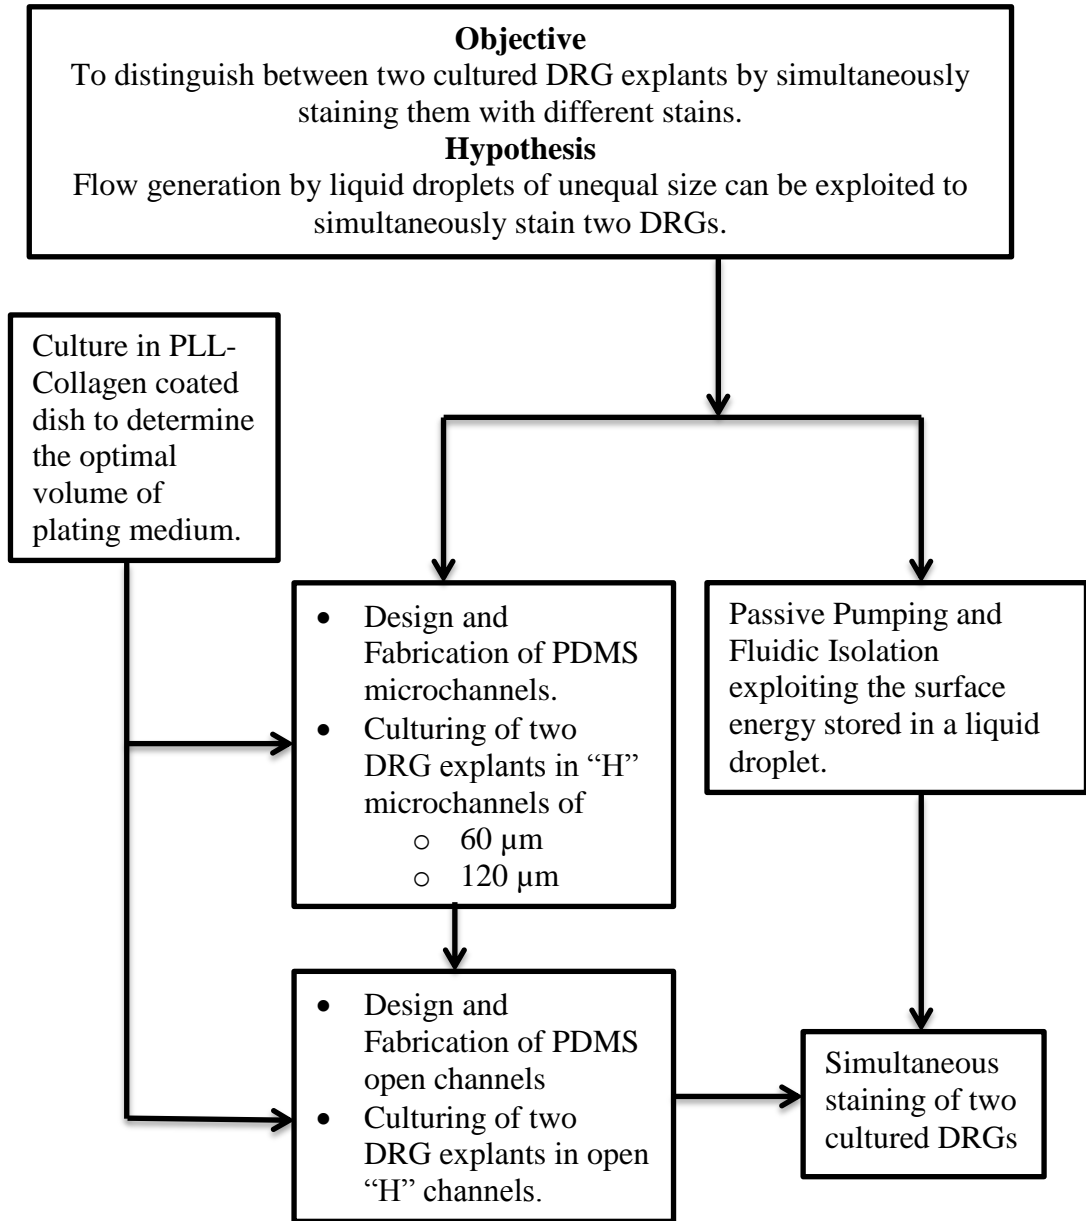 Objective
To distinguish between two cultured DRG explants by simultaneously
staining them with different stains.
Hypothesis
Flow generation by liquid droplets of unequal size can be exploited to
simultaneously stain two DRGs.
Culture in PLL-
Collagen coated
dish to determine
the optimal
volume of
plating medium.
• Design and
Fabrication of PDMS
microchannels.
• Culturing of two
DRG explants in “H”
microchannels of
o 60 µm
o 120 µm
Passive Pumping and
Fluidic Isolation
exploiting the surface
energy stored in a liquid
droplet.
• Design and
Fabrication of PDMS
open channels
• Culturing of two
DRG explants in open
“H” channels.
Simultaneous
staining of two
cultured DRGs